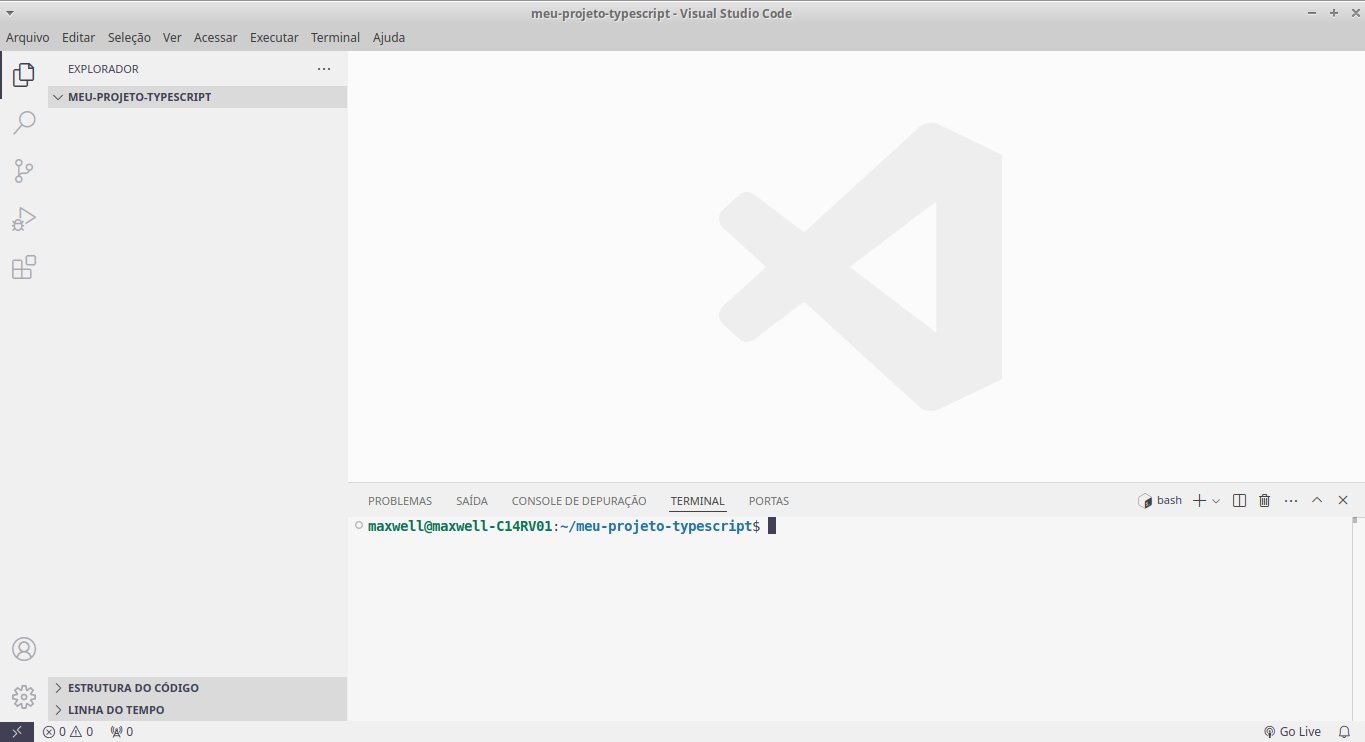 meu-projeto-typescript - Visual Studio Code
Arquivo Editar Seleção Ver Acessar Executar Terminal Ajuda
EXPLORADOR
MEU-PROJETO-TYPESCRIPT
PROBLEMAS SAÍDA CONSOLE DE DEPURAÇÃO TERMINAL PORTAS bash
maxwell@maxwell-C14RV01:~/meu-projeto-typescript$
ESTRUTURA DO CÓDIGO
LINHA DO TEMPO
0 0 0 Go Live